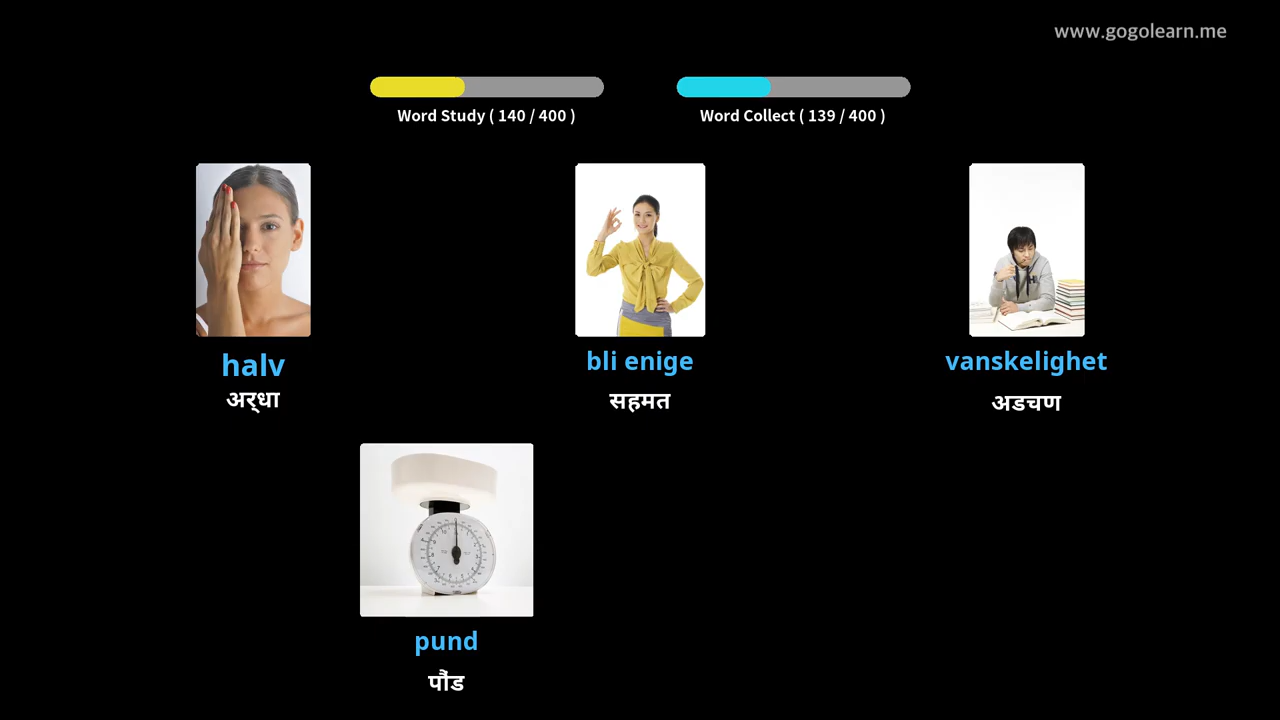 www.gogolearn.me
Word Study ( 140 / 400 )
Word Collect ( 139 / 400 )
halv
अर्धा
bli enige
सहमत
vanskelighet
अडचण
pund
पौंड